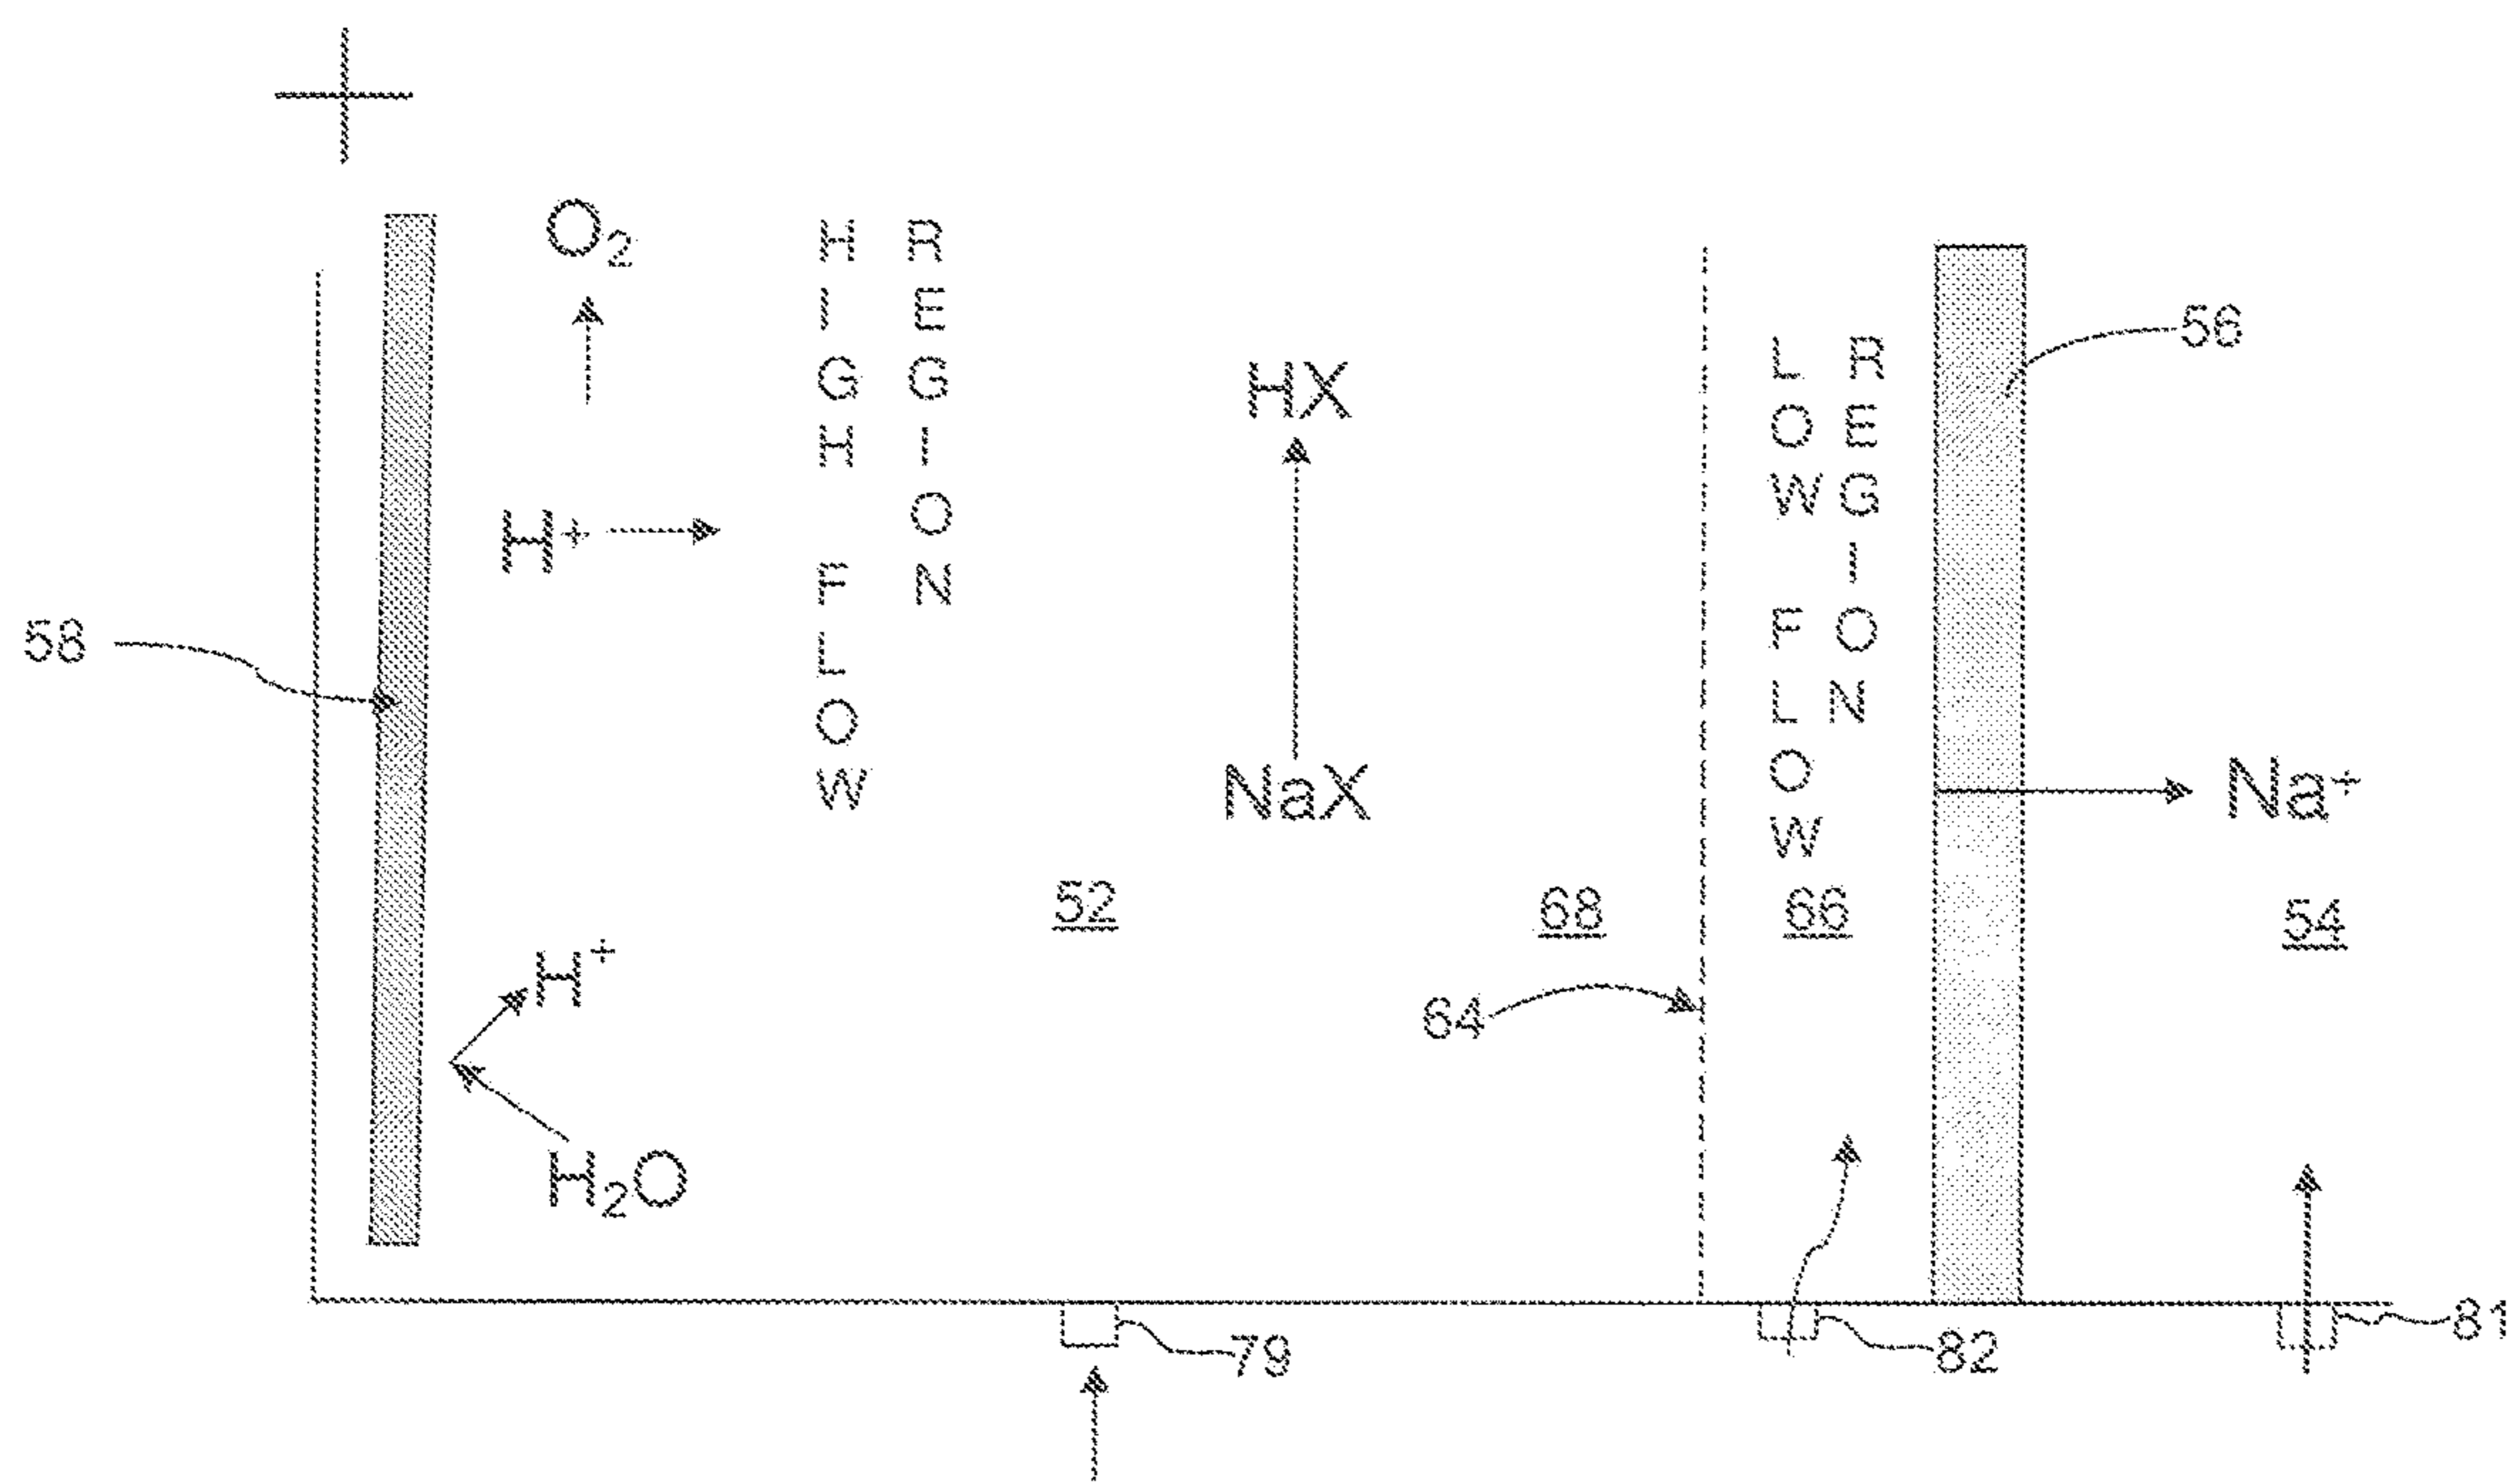 +
O₂
HIGH FLOW
REGION
HX
LOW FLOW
REGION
56
H⁺
58
NaX
Na⁺
52
68
66
54
H⁺
64
H₂O
79
82
81